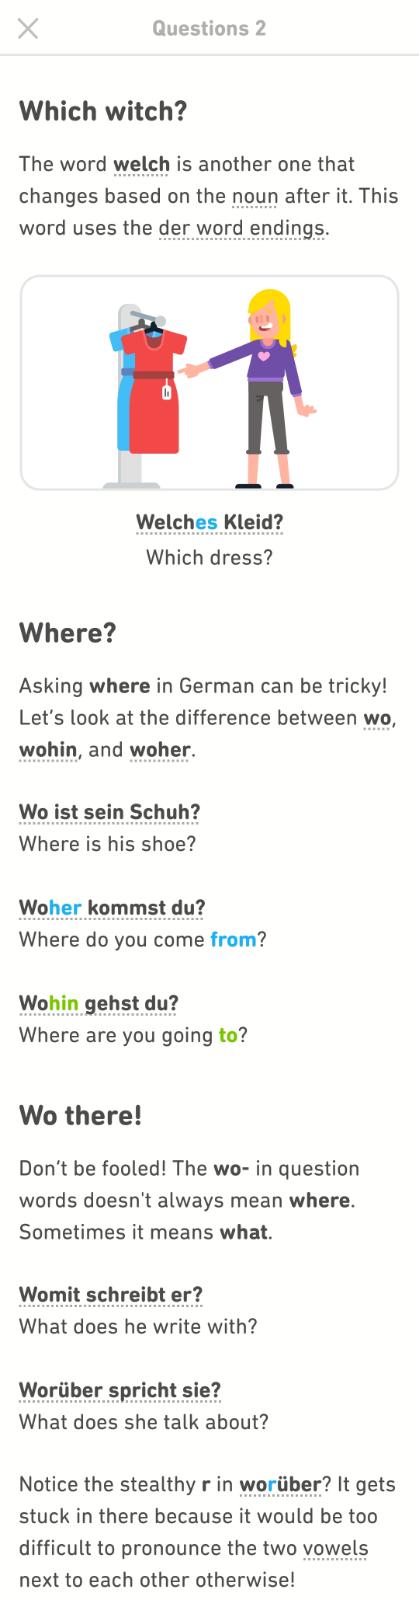 Questions 2
Which witch?
The word welch is another one that
changes based on the noun after it. This
word uses the der word endings.
Welches Kleid?
Which dress?
Where?
Asking where in German can be tricky!
Let's look at the difference between wo,
wohin, and woher.
Wo ist sein Schuh?
Where is his shoe?
Woher kommst du?
Where do you come from?
Wohin gehst du?
Where are you going to?
Wo there!
Don't be fooled! The wo- in question
words doesn't always mean where.
Sometimes it means what.
Womit schreibt er?
What does he write with?
Worüber spricht sie?
What does she talk about?
Notice the stealthy r in worüber? It gets
stuck in there because it would be too
difficult to pronounce the two vowels
next to each other otherwise!